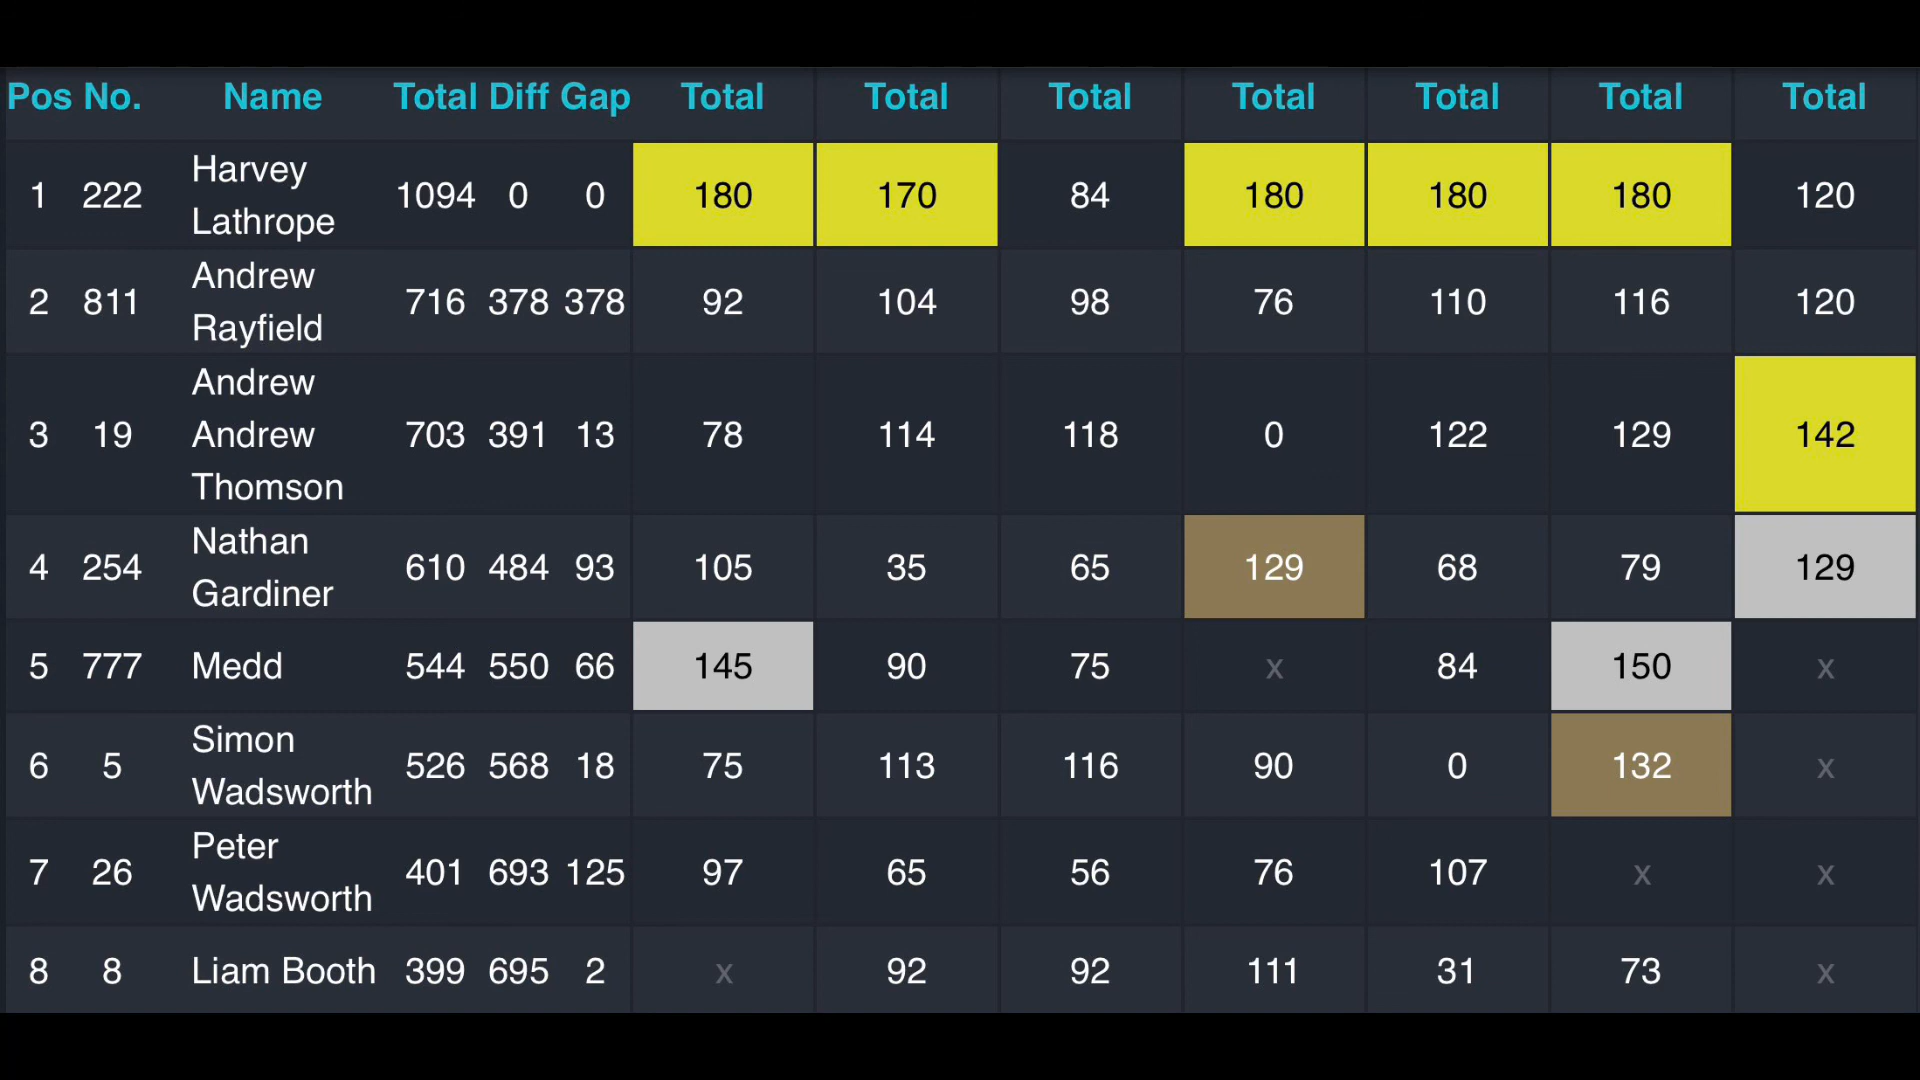 Pos No. Name Total Diff Gap Total Total Total Total Total Total Total
1 222 Harvey Lathrope 1094 0 0 180 170 84 180 180 180 120
2 811 Andrew Rayfield 716 378 378 92 104 98 76 110 116 120
3 19 Andrew Andrew Thomson 703 391 13 78 114 118 0 122 129 142
4 254 Nathan Gardiner 610 484 93 105 35 65 129 68 79 129
5 777 Medd 544 550 66 145 90 75 x 84 150 x
6 5 Simon Wadsworth 526 568 18 75 113 116 90 0 132 x
7 26 Peter Wadsworth 401 693 125 97 65 56 76 107 x x
8 8 Liam Booth 399 695 2 x 92 92 111 31 73 x